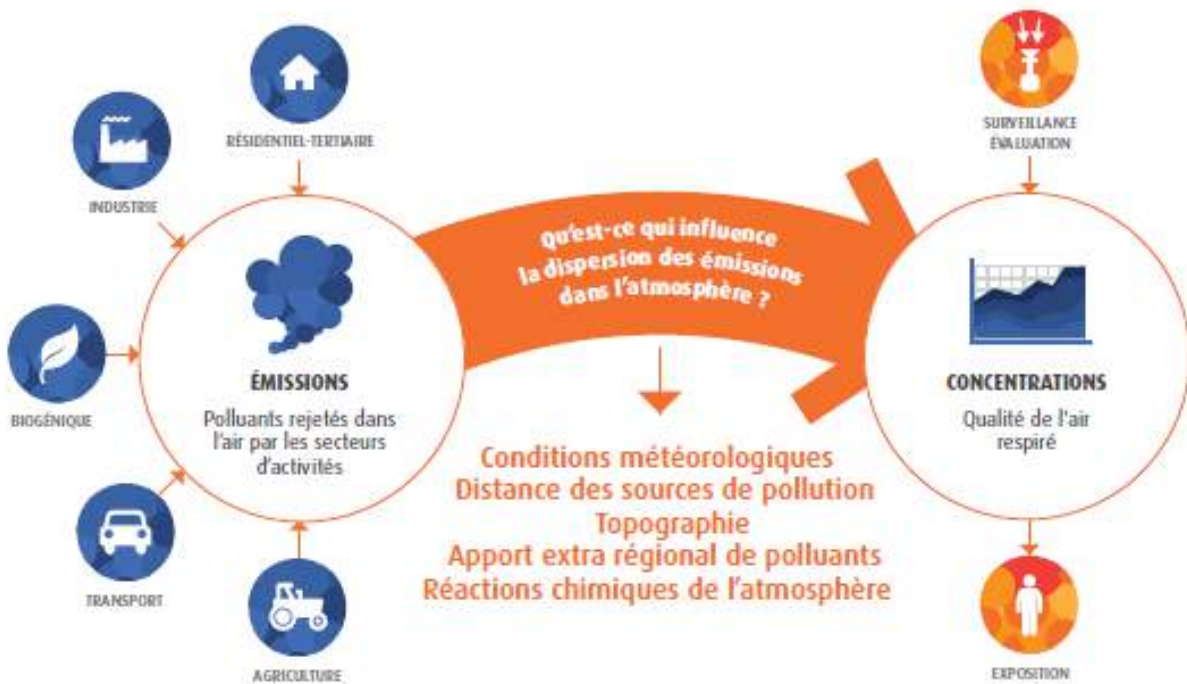 RÉSIDENTIEL-TERTIAIRE
INDUSTRIE
BIOGÉNIQUE
TRANSPORT
AGRICULTURE
ÉMISSIONS
Polluants rejetés dans
l'air par les secteurs
d'activités
Qu'est-ce qui influence
la dispersion des émissions
dans l'atmosphère ?
Conditions météorologiques
Distance des sources de pollution
Topographie
Apport extra régional de polluants
Réactions chimiques de l'atmosphère
SURVEILLANCE
ÉVALUATION
CONCENTRATIONS
Qualité de l'air
respiré
EXPOSITION